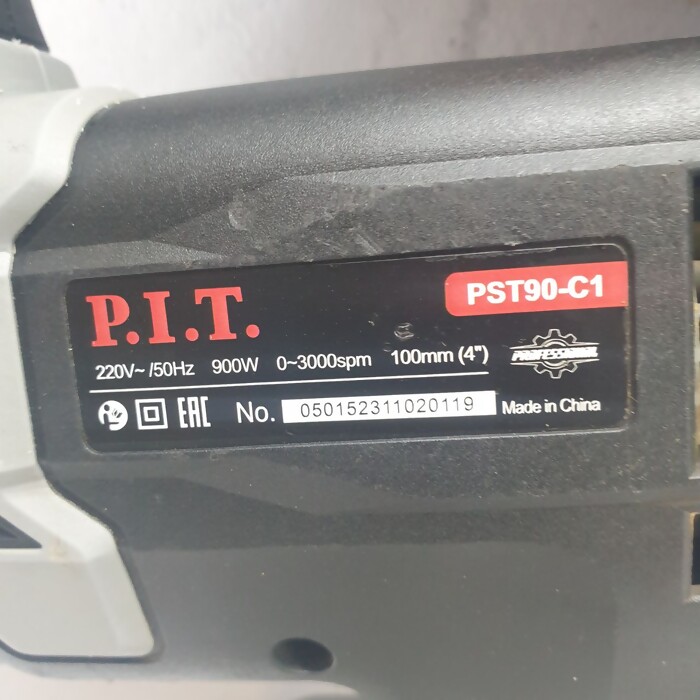 P.I.T.
PST90-C1
220V~ /50Hz 900W 0~3000spm 100mm (4")
PROFESSIONAL
EAC No. 050152311020119 Made in China